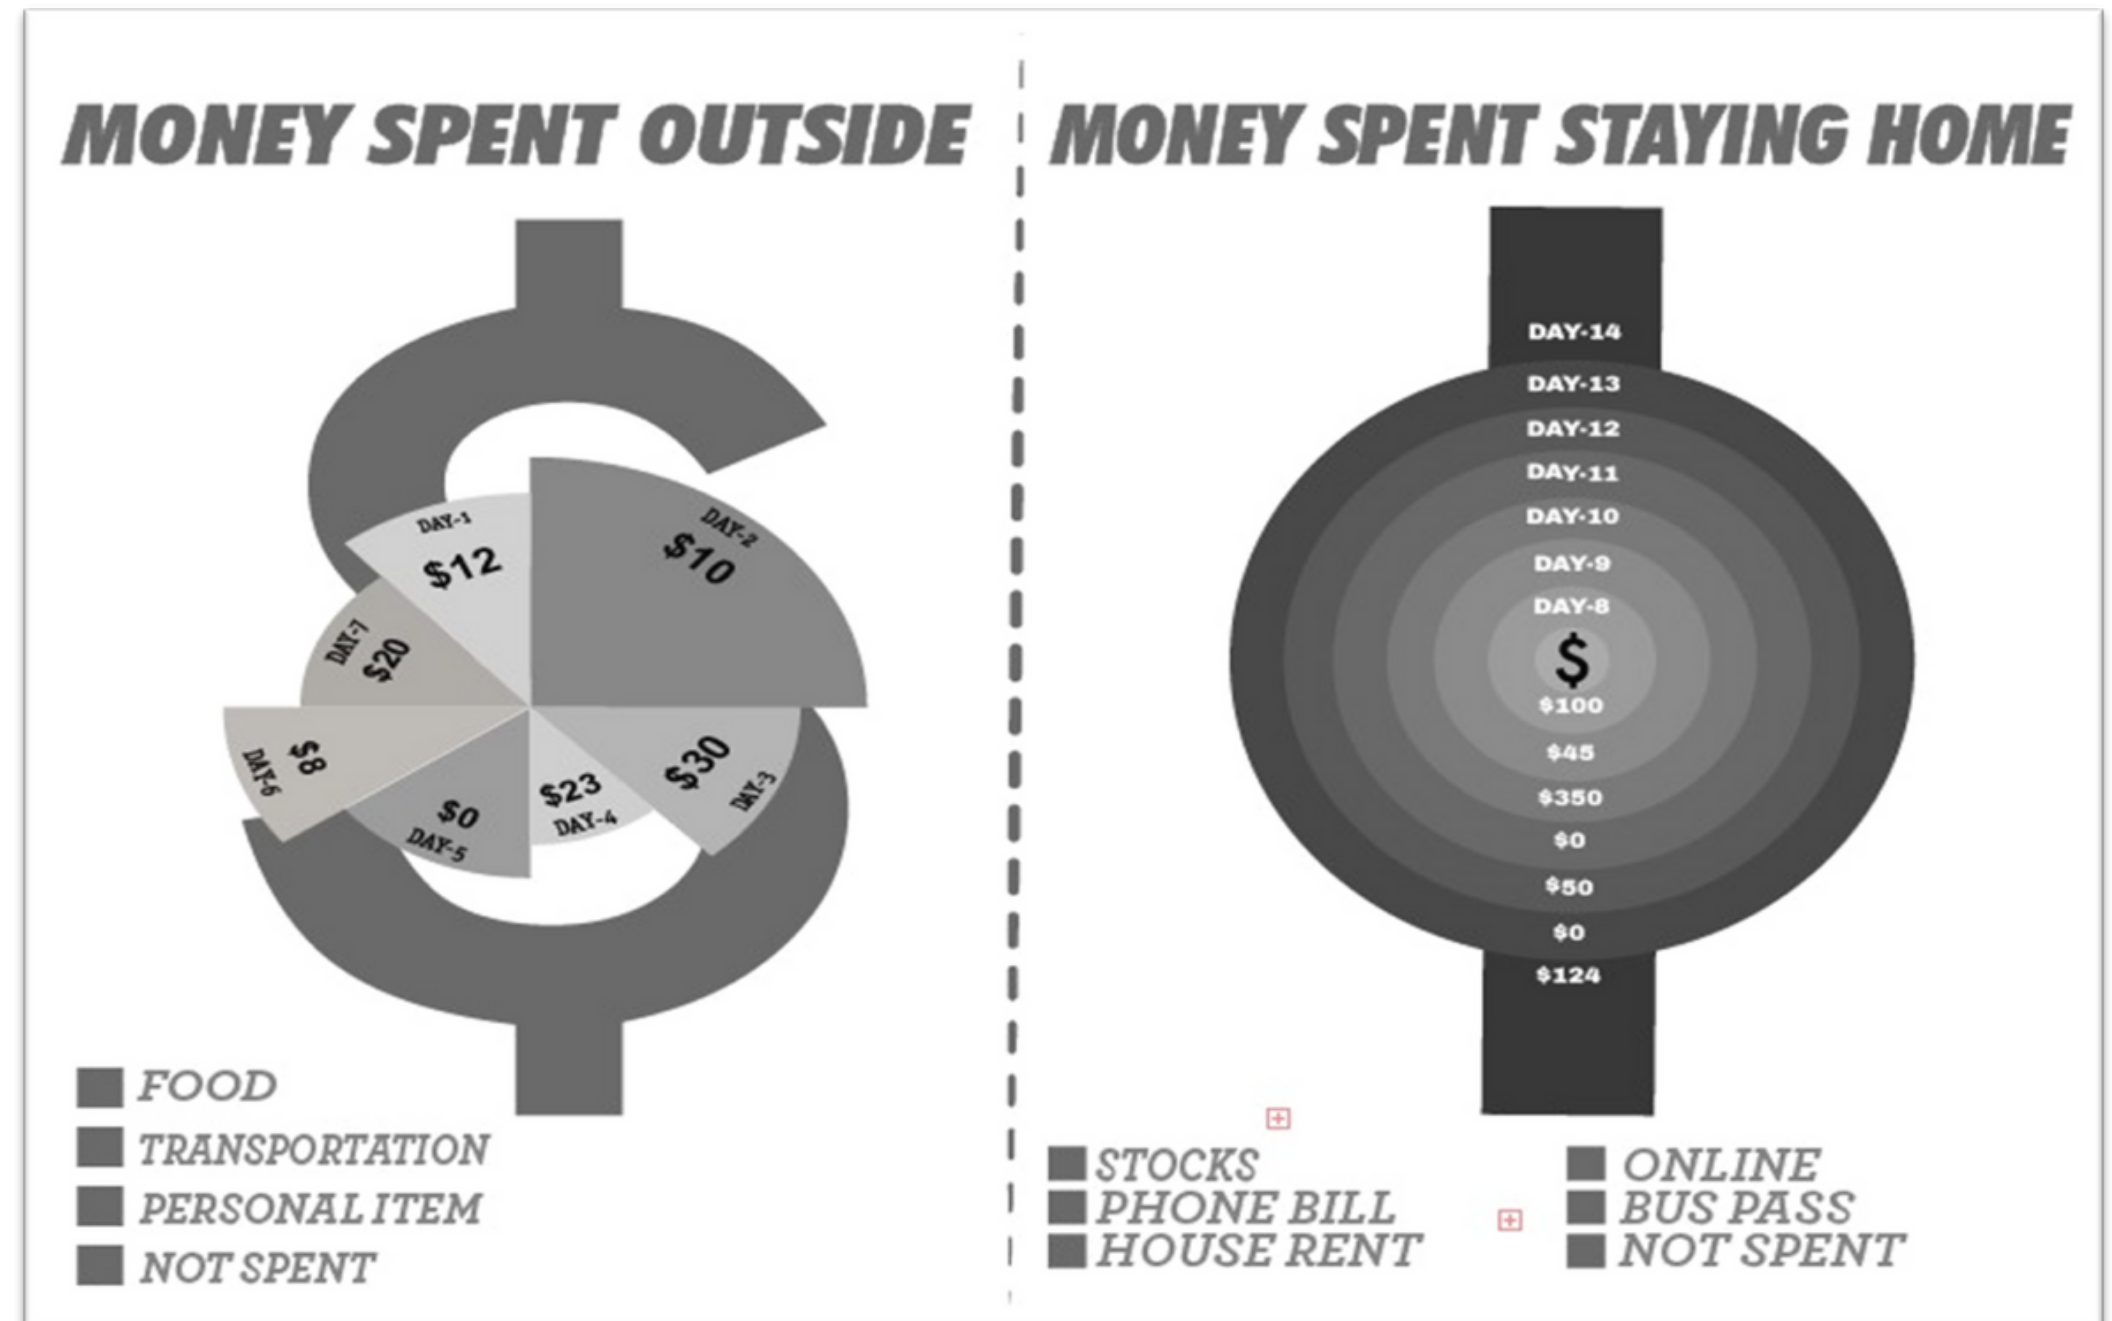 MONEY SPENT OUTSIDE
DAY-1
$12
DAY-2
$10
DAY-3
$30
DAY-4
$23
DAY-5
$0
DAY-6
$8
DAY-7
$20
FOOD
TRANSPORTATION
PERSONAL ITEM
NOT SPENT
MONEY SPENT STAYING HOME
DAY-14
DAY-13
DAY-12
DAY-11
DAY-10
DAY-9
DAY-8
$
$100
$45
$350
$0
$50
$0
$124
STOCKS
PHONE BILL
HOUSE RENT
ONLINE
BUS PASS
NOT SPENT